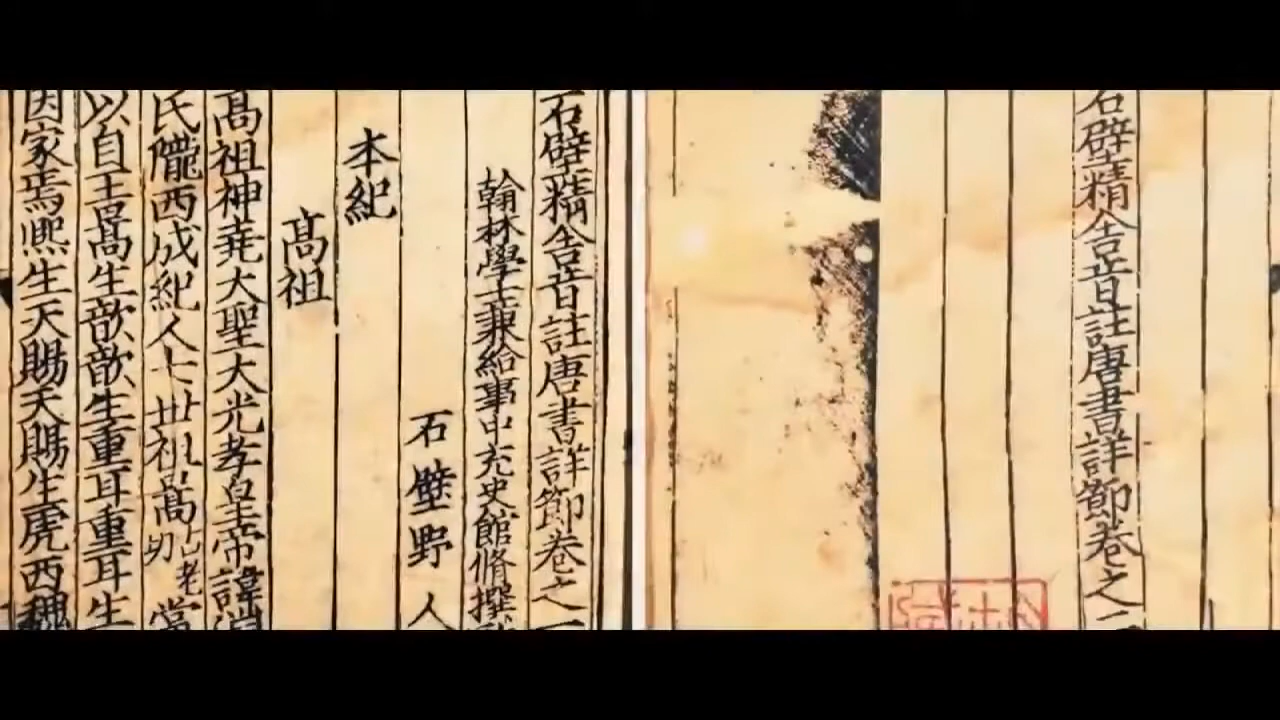 石壁精舍音註唐書詳節卷之一
翰林學士兼給事中充史館脩撰
石壁野人
本紀
高祖
高祖神堯大聖大光孝皇帝諱淵
氏隴西成紀人七世祖暠
以自王暠生歆歆生重耳重耳生
因家焉熈生天賜天賜生虎西魏
石壁精舍音註唐書詳節卷之